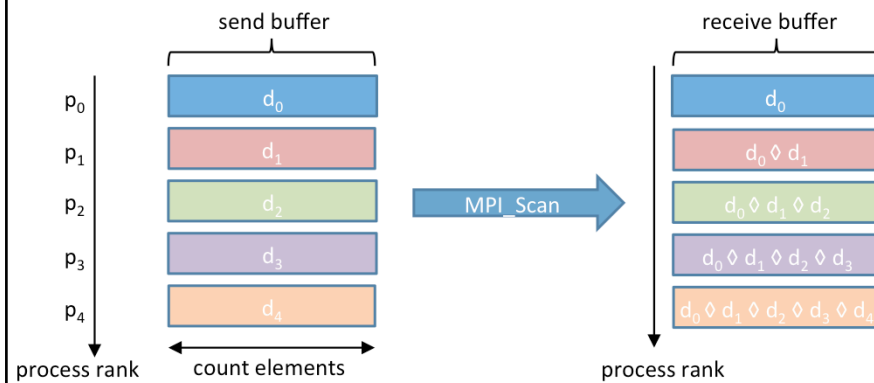 send buffer
receive buffer
p₀
d₀
d₀
p₁
d₁
d₀ ◊ d₁
p₂
d₂
MPI_Scan
d₀ ◊ d₁ ◊ d₂
p₃
d₃
d₀ ◊ d₁ ◊ d₂ ◊ d₃
p₄
d₄
d₀ ◊ d₁ ◊ d₂ ◊ d₃ ◊ d₄
process rank
count elements
process rank